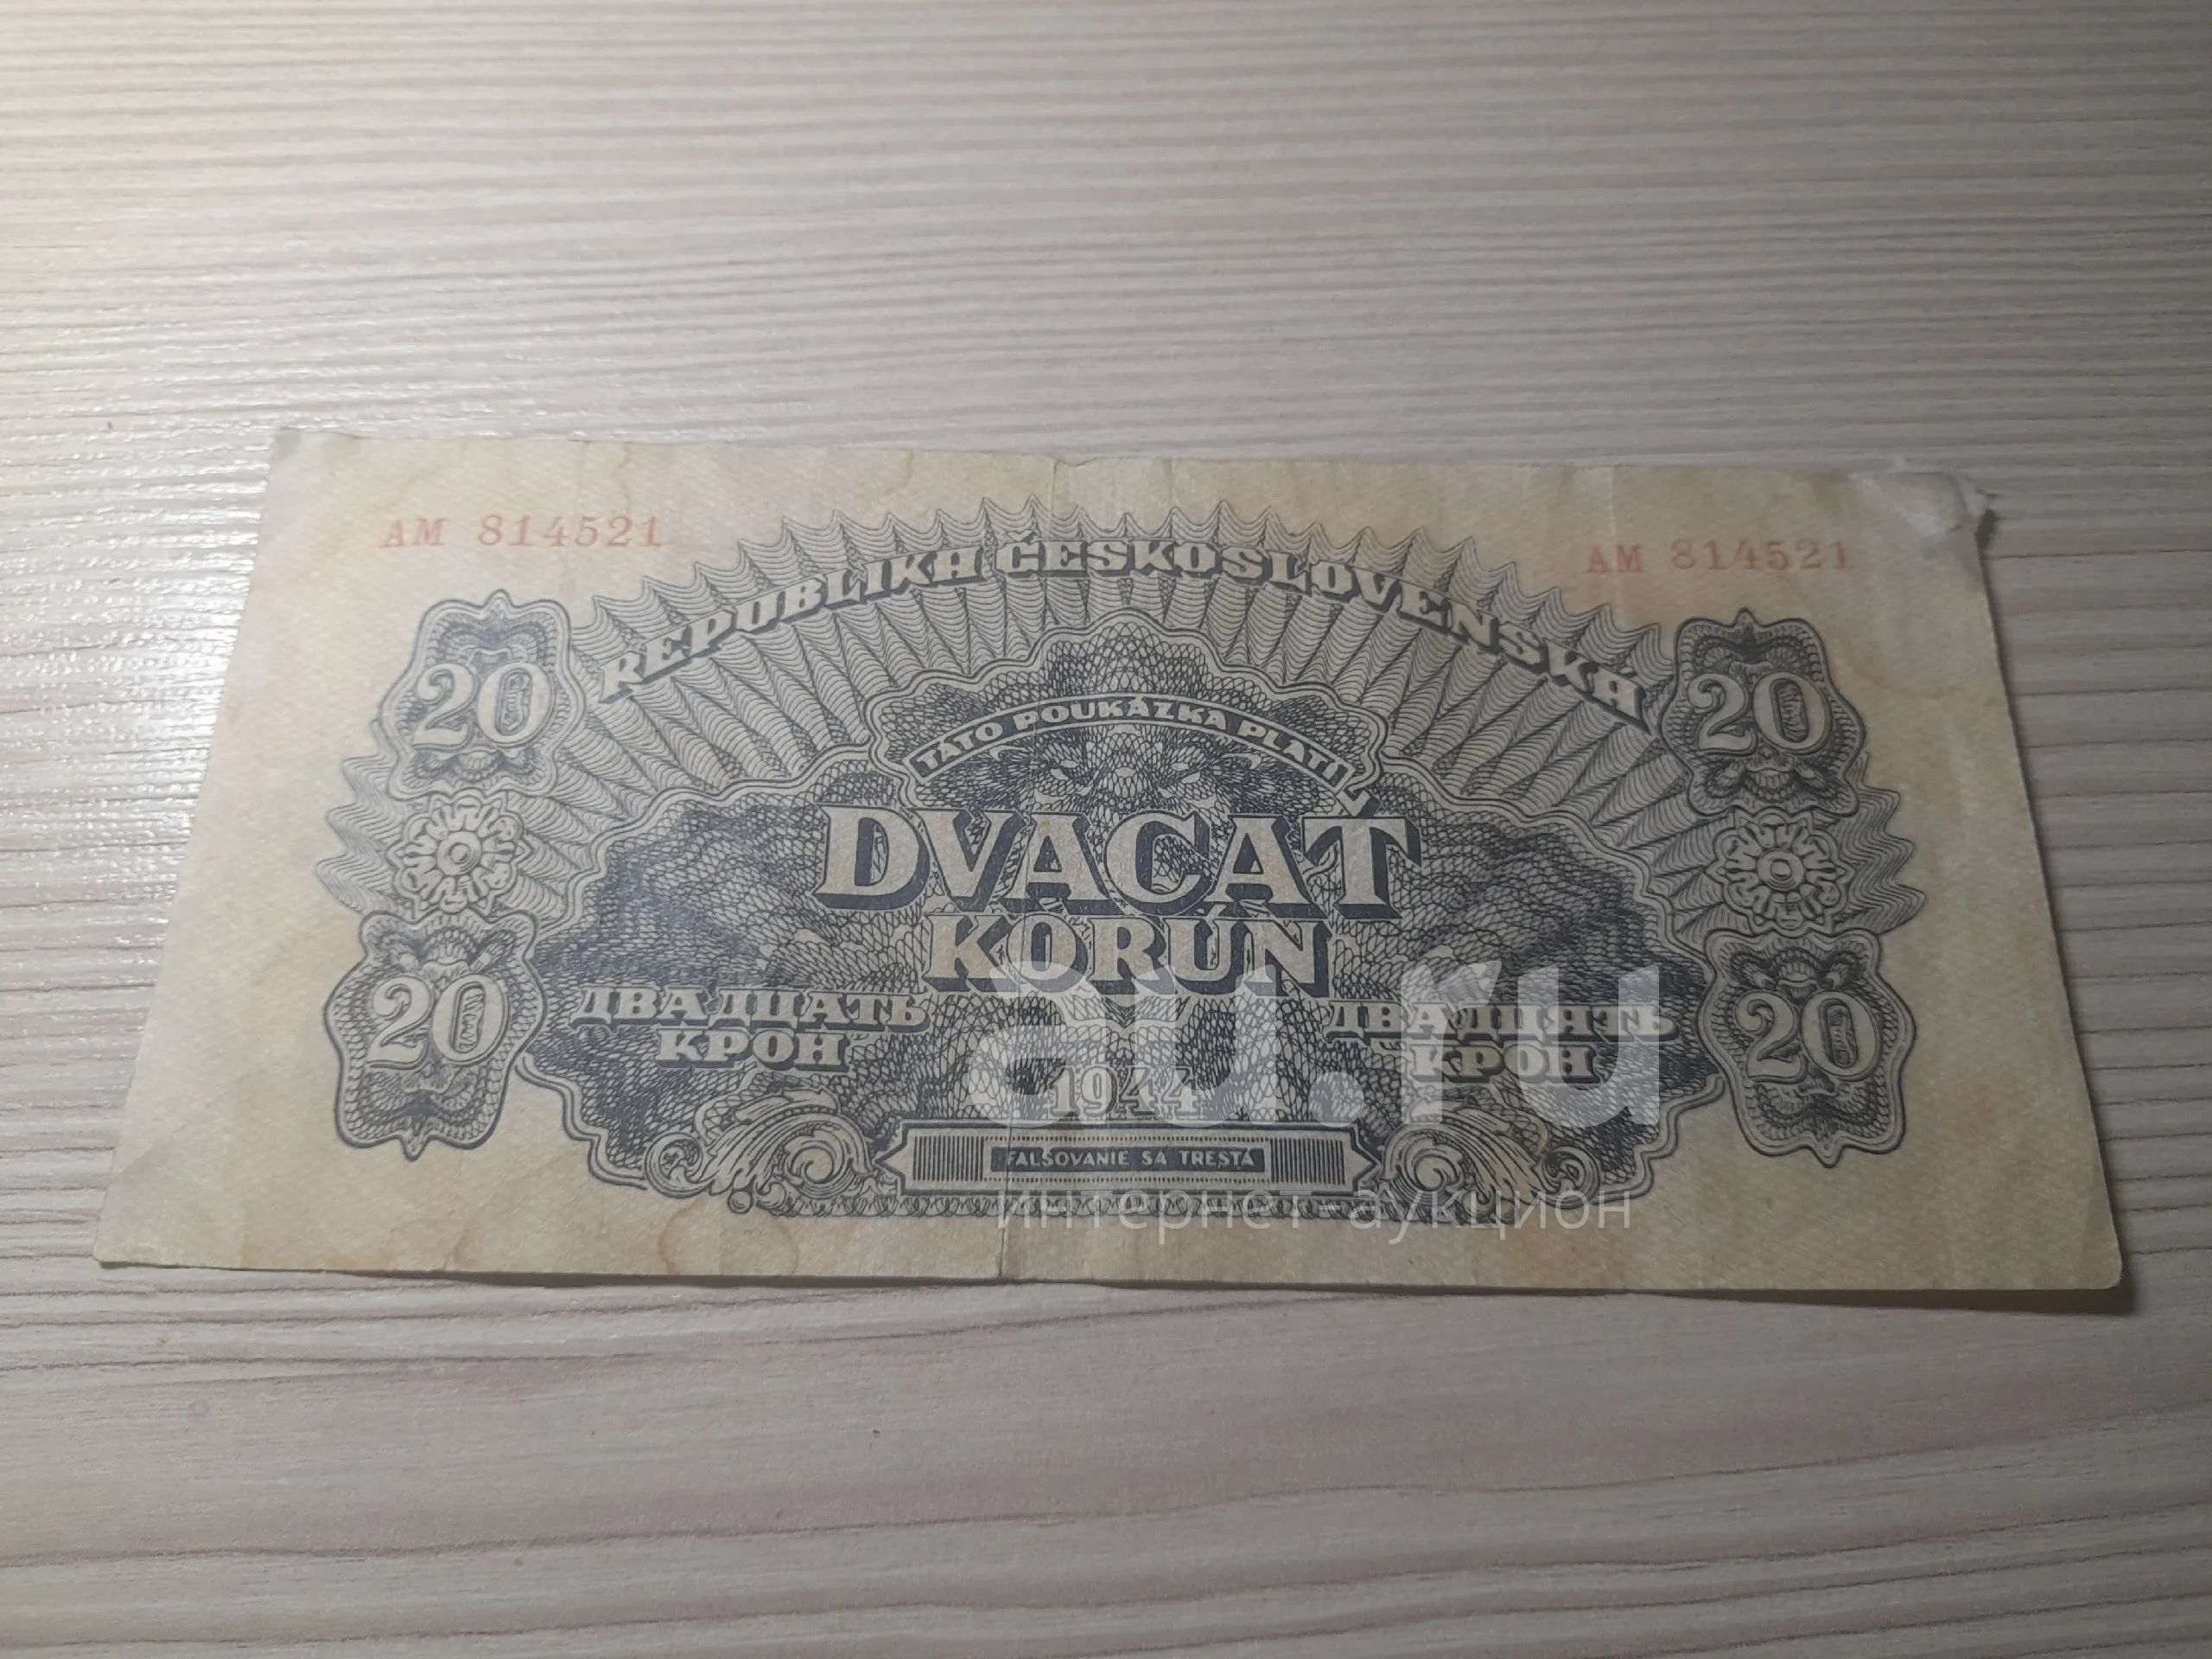 AM 814521
AM 814521
REPUBLIKA ČESKOSLOVENSKÁ
20
20
TÁTO POUKÁZKA PLATÍ
DVACAŤ
KORÚN
20
20
ДВАДЦАТЬ
КРОН
ДВАДЦЯТЬ
КРОН
1944
FALŠOVANIE SA TRESTÁ
au.ru
интернет-аукцион